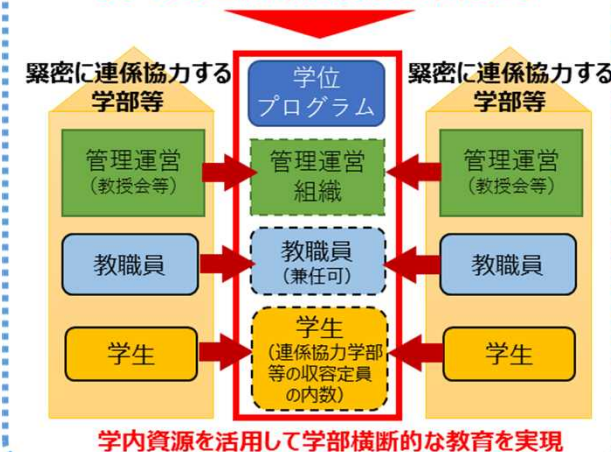 緊密に連係協力する
学部等
学位
プログラム
緊密に連係協力する
学部等
管理運営
（教授会等）
管理運営
組織
管理運営
（教授会等）
教職員
教職員
（兼任可）
教職員
学生
学生
（連係協力学部
等の収容定員
の内数）
学生
学内資源を活用して学部横断的な教育を実現